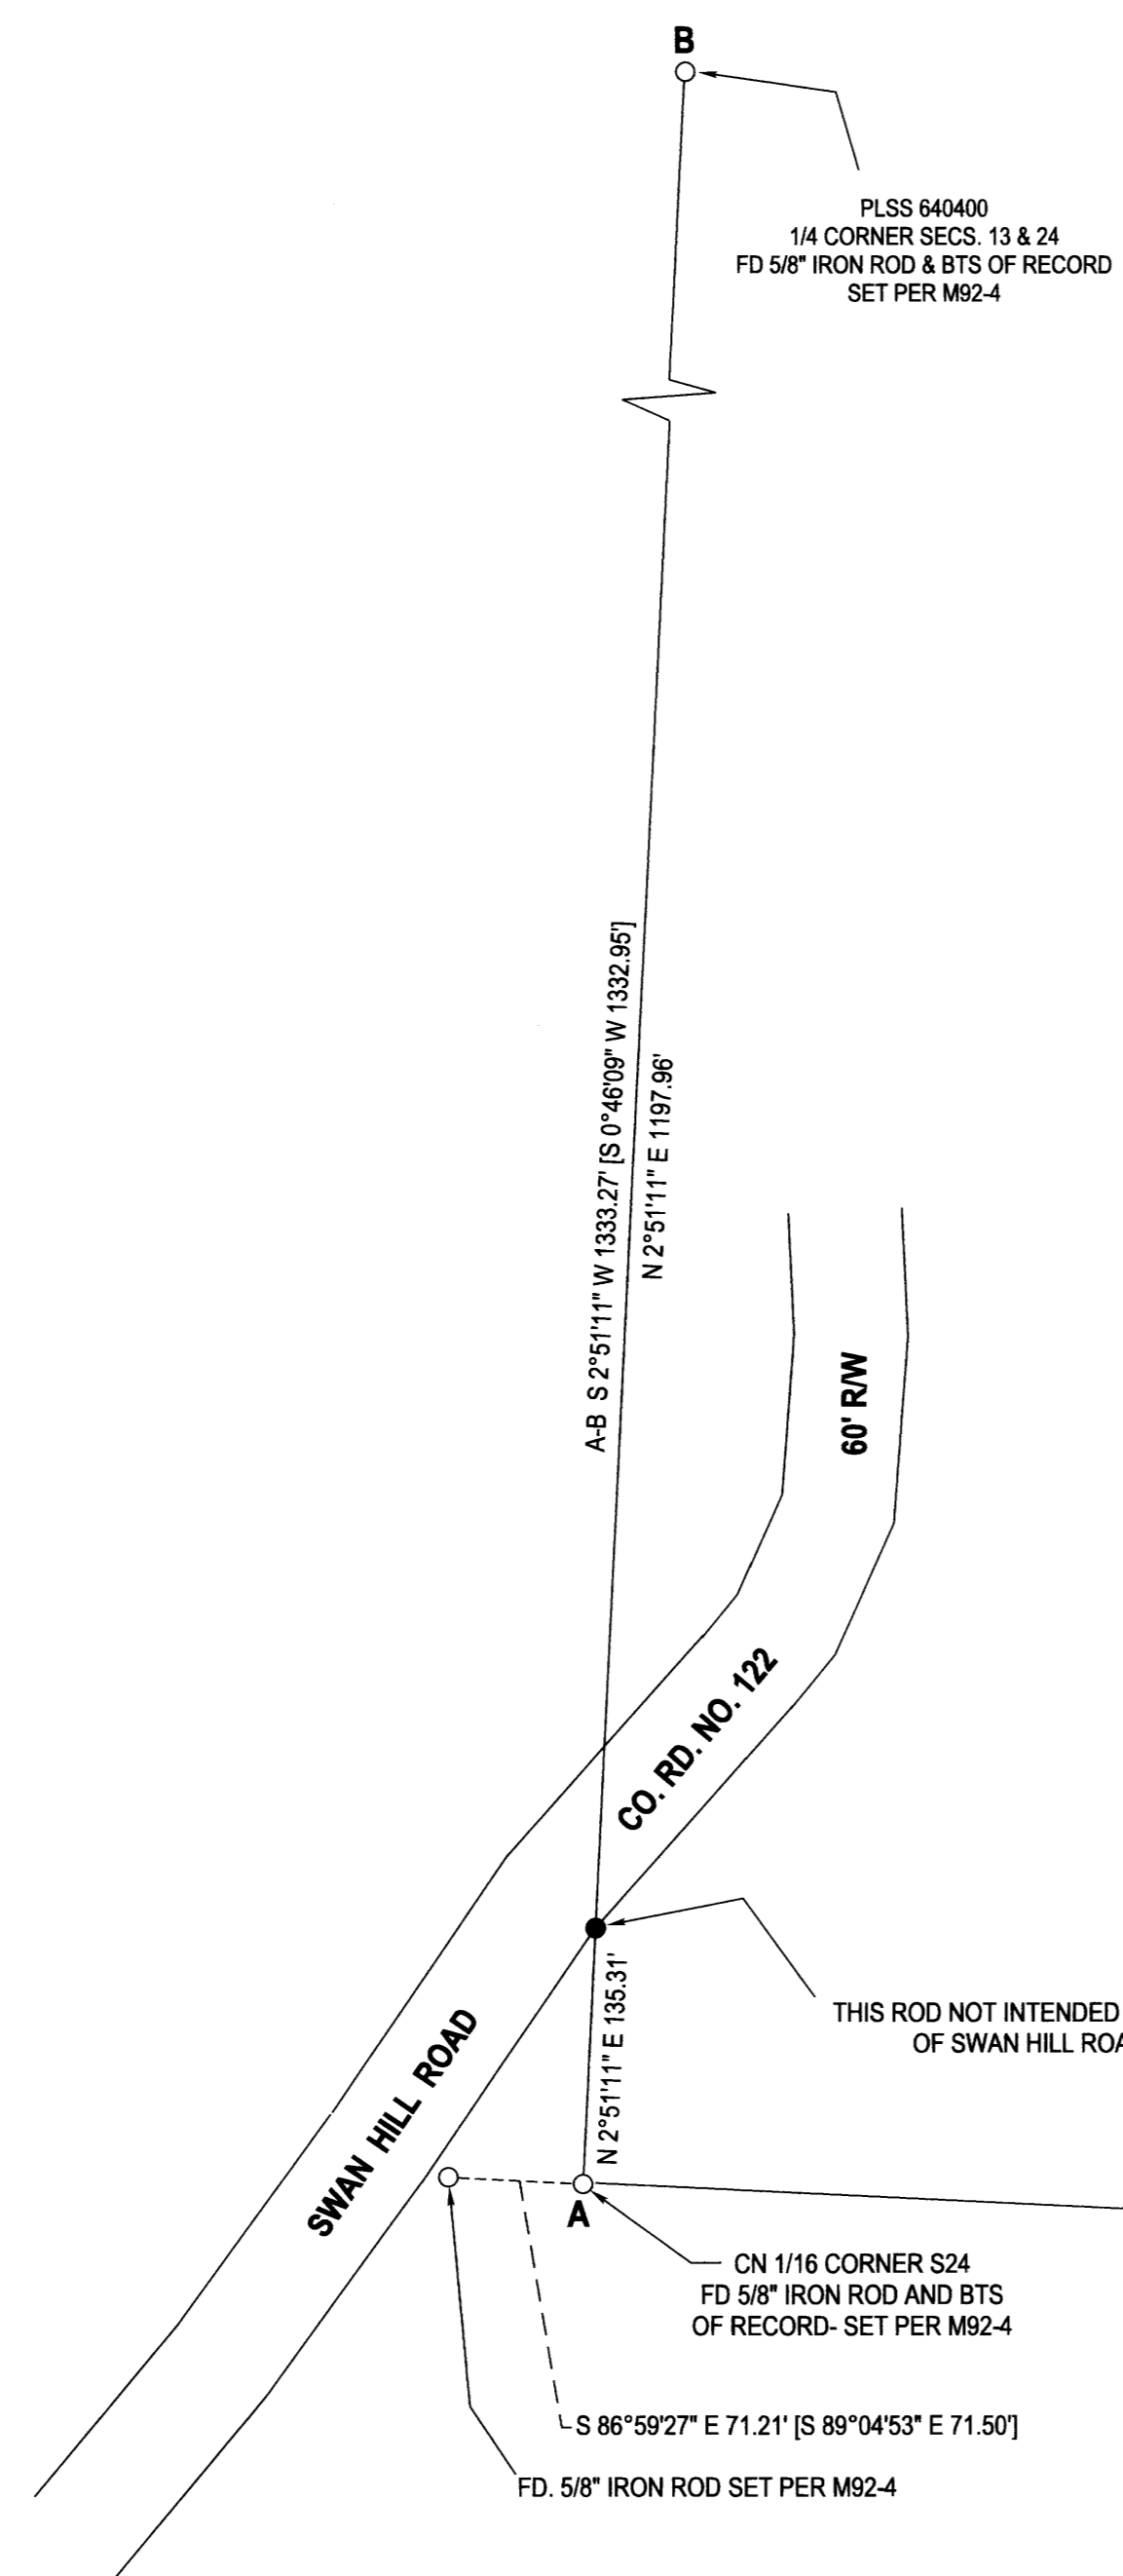 B
PLSS 640400
1/4 CORNER SECS. 13 & 24
FD 5/8" IRON ROD & BTS OF RECORD
SET PER M92-4
A-B S 2°51'11" W 1333.27' [S 0°46'09" W 1332.95']
N 2°51'11" E 1197.96'
60' R/W
CO. RD. NO. 122
THIS ROD NOT INTENDED
OF SWAN HILL ROA
N 2°51'11" E 135.31'
SWAN HILL ROAD
A
CN 1/16 CORNER S24
FD 5/8" IRON ROD AND BTS
OF RECORD- SET PER M92-4
S 86°59'27" E 71.21' [S 89°04'53" E 71.50']
FD. 5/8" IRON ROD SET PER M92-4